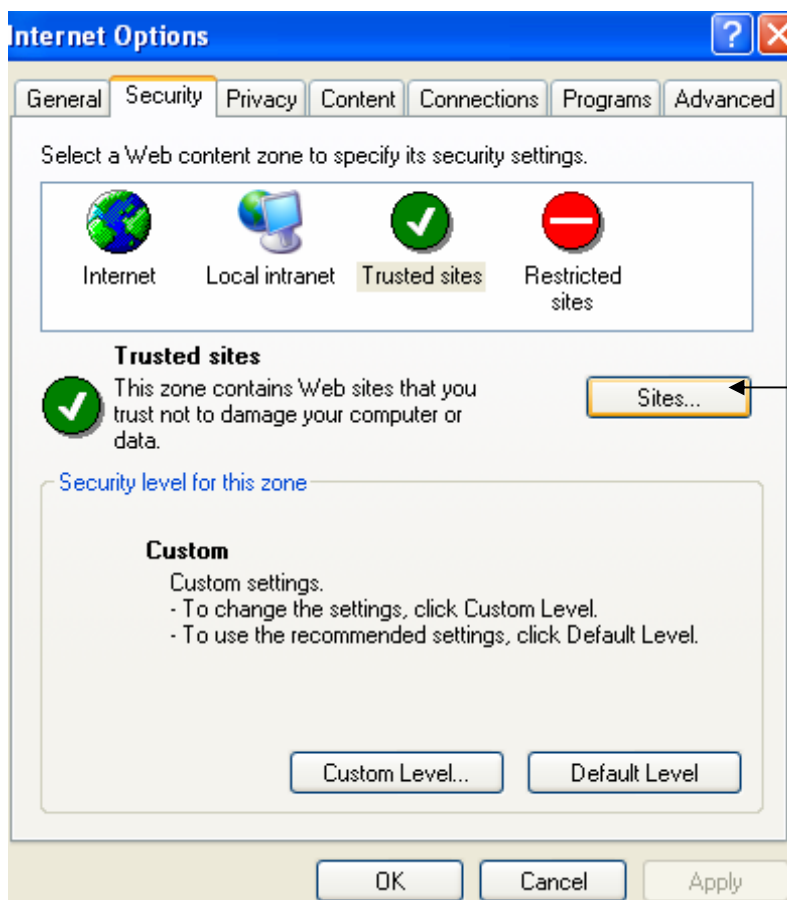 Internet Options
?
General Security Privacy Content Connections Programs Advanced
Select a Web content zone to specify its security settings.
Internet Local intranet Trusted sites Restricted
sites
Trusted sites
This zone contains Web sites that you
trust not to damage your computer or
data.
Sites...
Security level for this zone
Custom
Custom settings.
- To change the settings, click Custom Level.
- To use the recommended settings, click Default Level.
Custom Level... Default Level
OK Cancel Apply